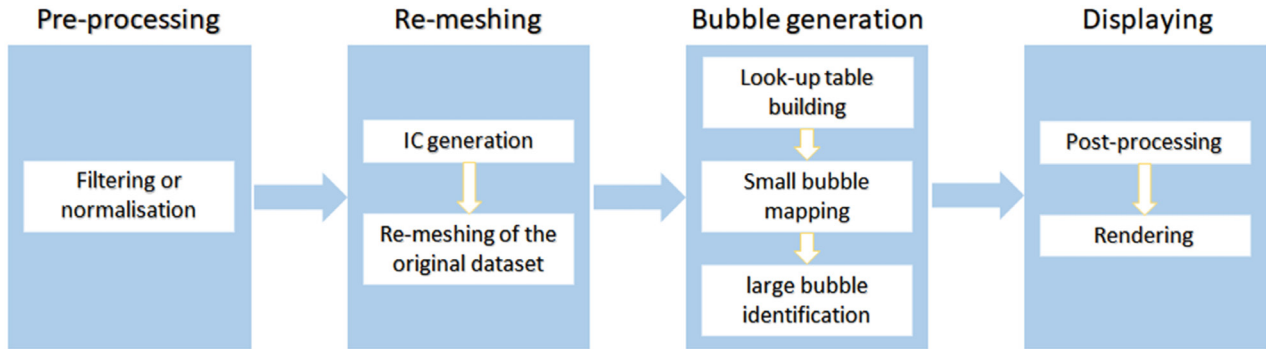 Pre-processing
Filtering or
normalisation
Re-meshing
IC generation
Re-meshing of the
original dataset
Bubble generation
Look-up table
building
Small bubble
mapping
large bubble
identification
Displaying
Post-processing
Rendering